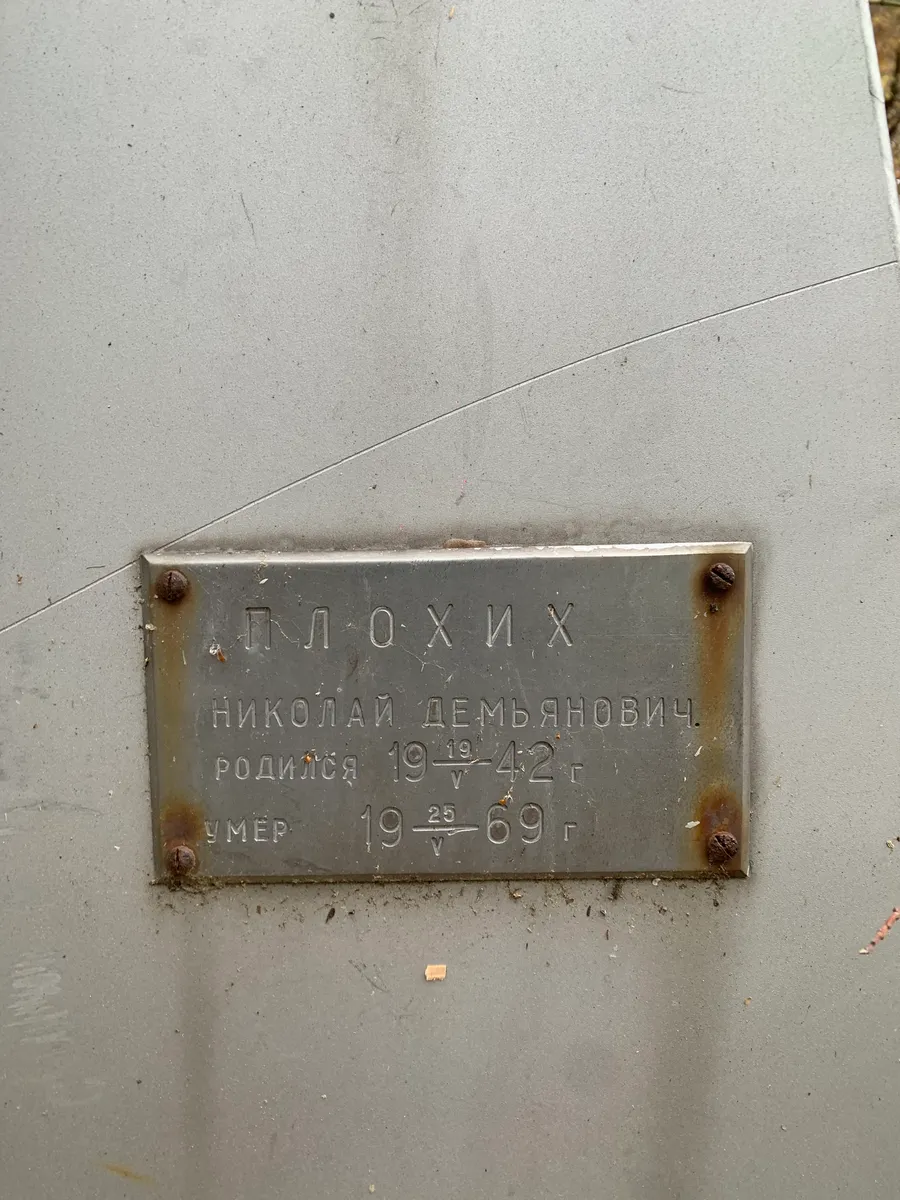 ПЛОХИХ
НИКОЛАЙ ДЕМЬЯНОВИЧ.
РОДИЛСЯ 19 19/V 42 г
УМЕР 19 25/V 69 г